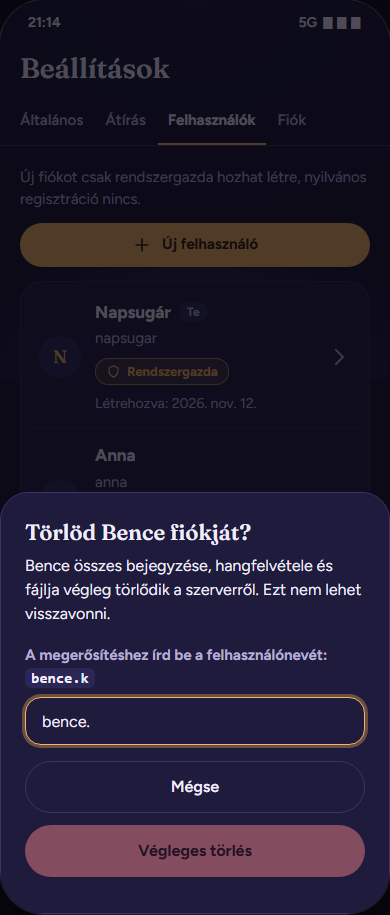 21:14 5G
Beállítások
Általános Átírás Felhasználók Fiók
Új fiókot csak rendszergazda hozhat létre, nyilvános
regisztráció nincs.
+ Új felhasználó
Napsugár Te
N
napsugar
Rendszergazda
Létrehozva: 2026. nov. 12.
Anna
anna
Törlöd Bence fiókját?
Bence összes bejegyzése, hangfelvétele és
fájlja végleg törlődik a szerverről. Ezt nem lehet
visszavonni.
A megerősítéshez írd be a felhasználónevét:
bence.k
bence.
Mégse
Végleges törlés